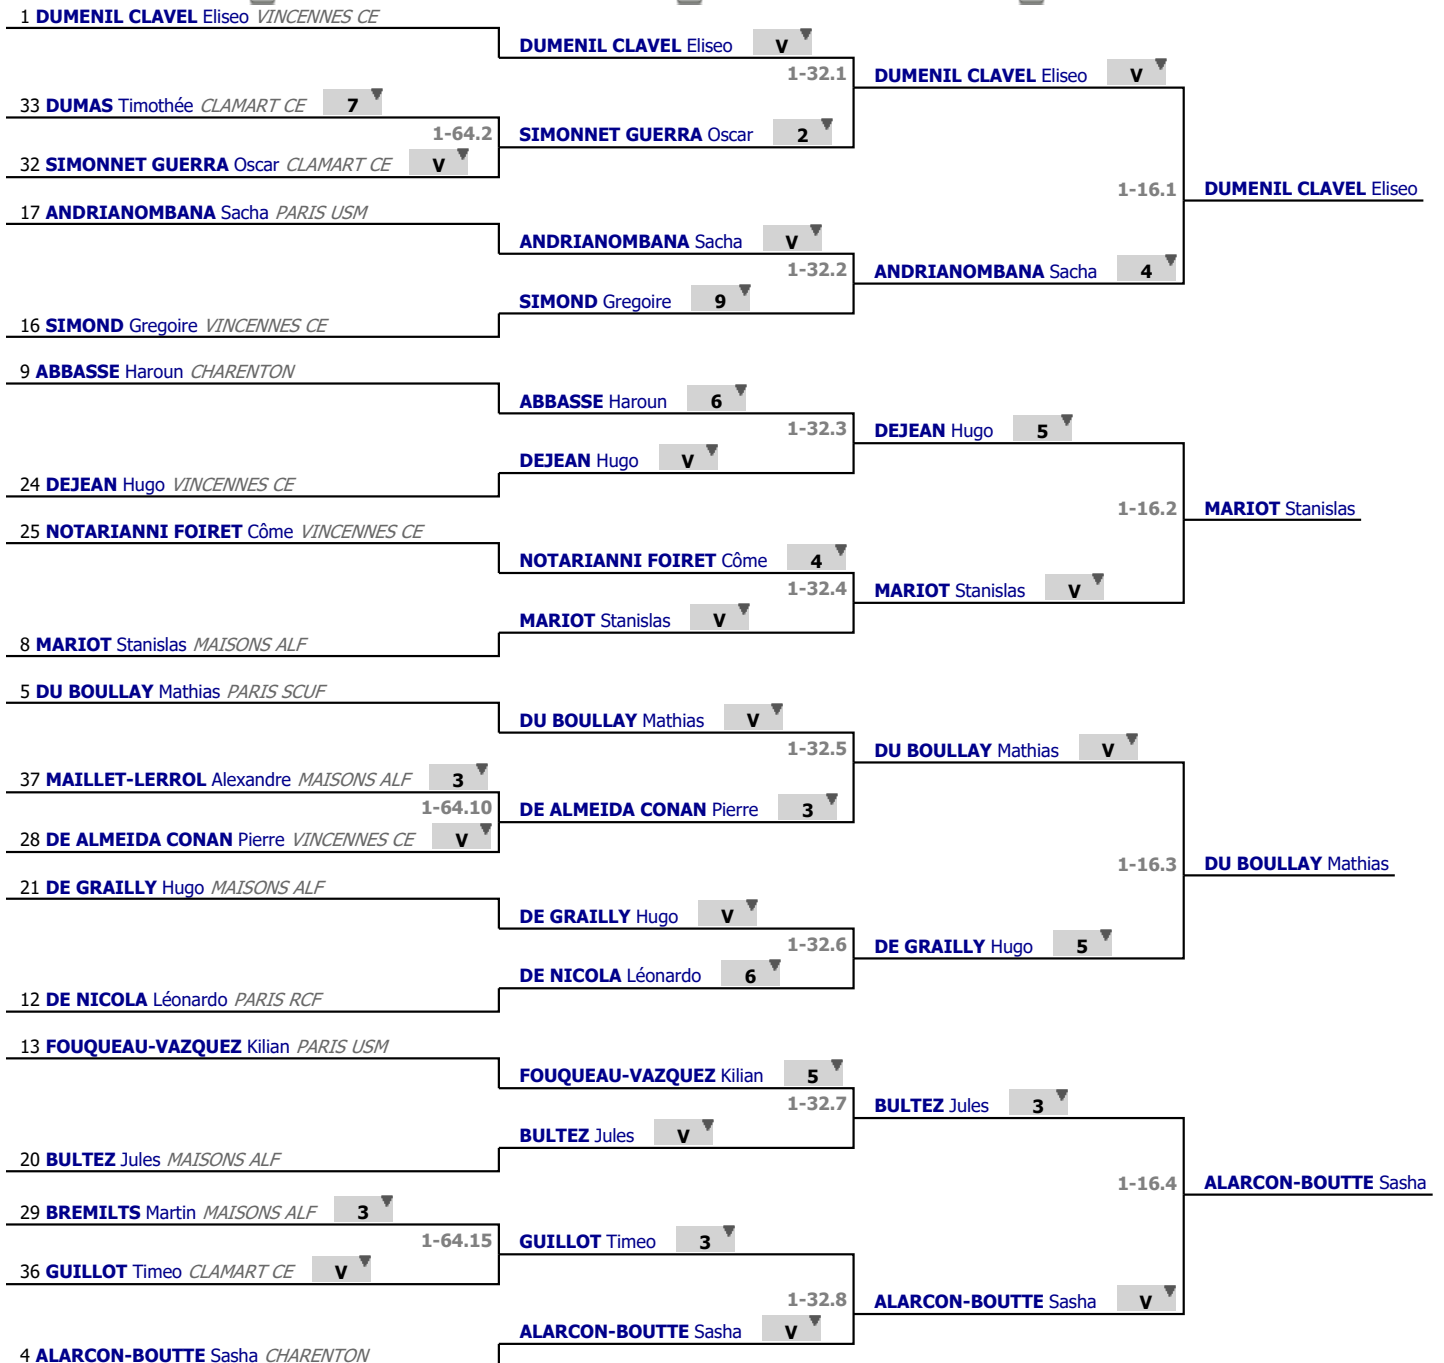 1 DUMENIL CLAVEL Eliseo VINCENNES CE
DUMENIL CLAVEL Eliseo V
1-32.1
DUMENIL CLAVEL Eliseo V
33 DUMAS Timothée CLAMART CE 7
1-64.2
SIMONNET GUERRA Oscar 2
32 SIMONNET GUERRA Oscar CLAMART CE V
1-16.1
DUMENIL CLAVEL Eliseo
17 ANDRIANOMBANA Sacha PARIS USM
ANDRIANOMBANA Sacha V
1-32.2
ANDRIANOMBANA Sacha 4
SIMOND Gregoire 9
16 SIMOND Gregoire VINCENNES CE
9 ABBASSE Haroun CHARENTON
ABBASSE Haroun 6
1-32.3
DEJEAN Hugo 5
DEJEAN Hugo V
24 DEJEAN Hugo VINCENNES CE
1-16.2
MARIOT Stanislas
25 NOTARIANNI FOIRET Côme VINCENNES CE
NOTARIANNI FOIRET Côme 4
1-32.4
MARIOT Stanislas V
MARIOT Stanislas V
8 MARIOT Stanislas MAISONS ALF
5 DU BOULLAY Mathias PARIS SCUF
DU BOULLAY Mathias V
1-32.5
DU BOULLAY Mathias V
37 MAILLET-LERROL Alexandre MAISONS ALF 3
1-64.10
DE ALMEIDA CONAN Pierre 3
28 DE ALMEIDA CONAN Pierre VINCENNES CE V
1-16.3
DU BOULLAY Mathias
21 DE GRAILLY Hugo MAISONS ALF
DE GRAILLY Hugo V
1-32.6
DE GRAILLY Hugo 5
DE NICOLA Léonardo 6
12 DE NICOLA Léonardo PARIS RCF
13 FOUQUEAU-VAZQUEZ Kilian PARIS USM
FOUQUEAU-VAZQUEZ Kilian 5
1-32.7
BULTEZ Jules 3
BULTEZ Jules V
20 BULTEZ Jules MAISONS ALF
1-16.4
ALARCON-BOUTTE Sasha
29 BREMILTS Martin MAISONS ALF 3
1-64.15
GUILLOT Timeo 3
36 GUILLOT Timeo CLAMART CE V
1-32.8
ALARCON-BOUTTE Sasha V
ALARCON-BOUTTE Sasha V
4 ALARCON-BOUTTE Sasha CHARENTON